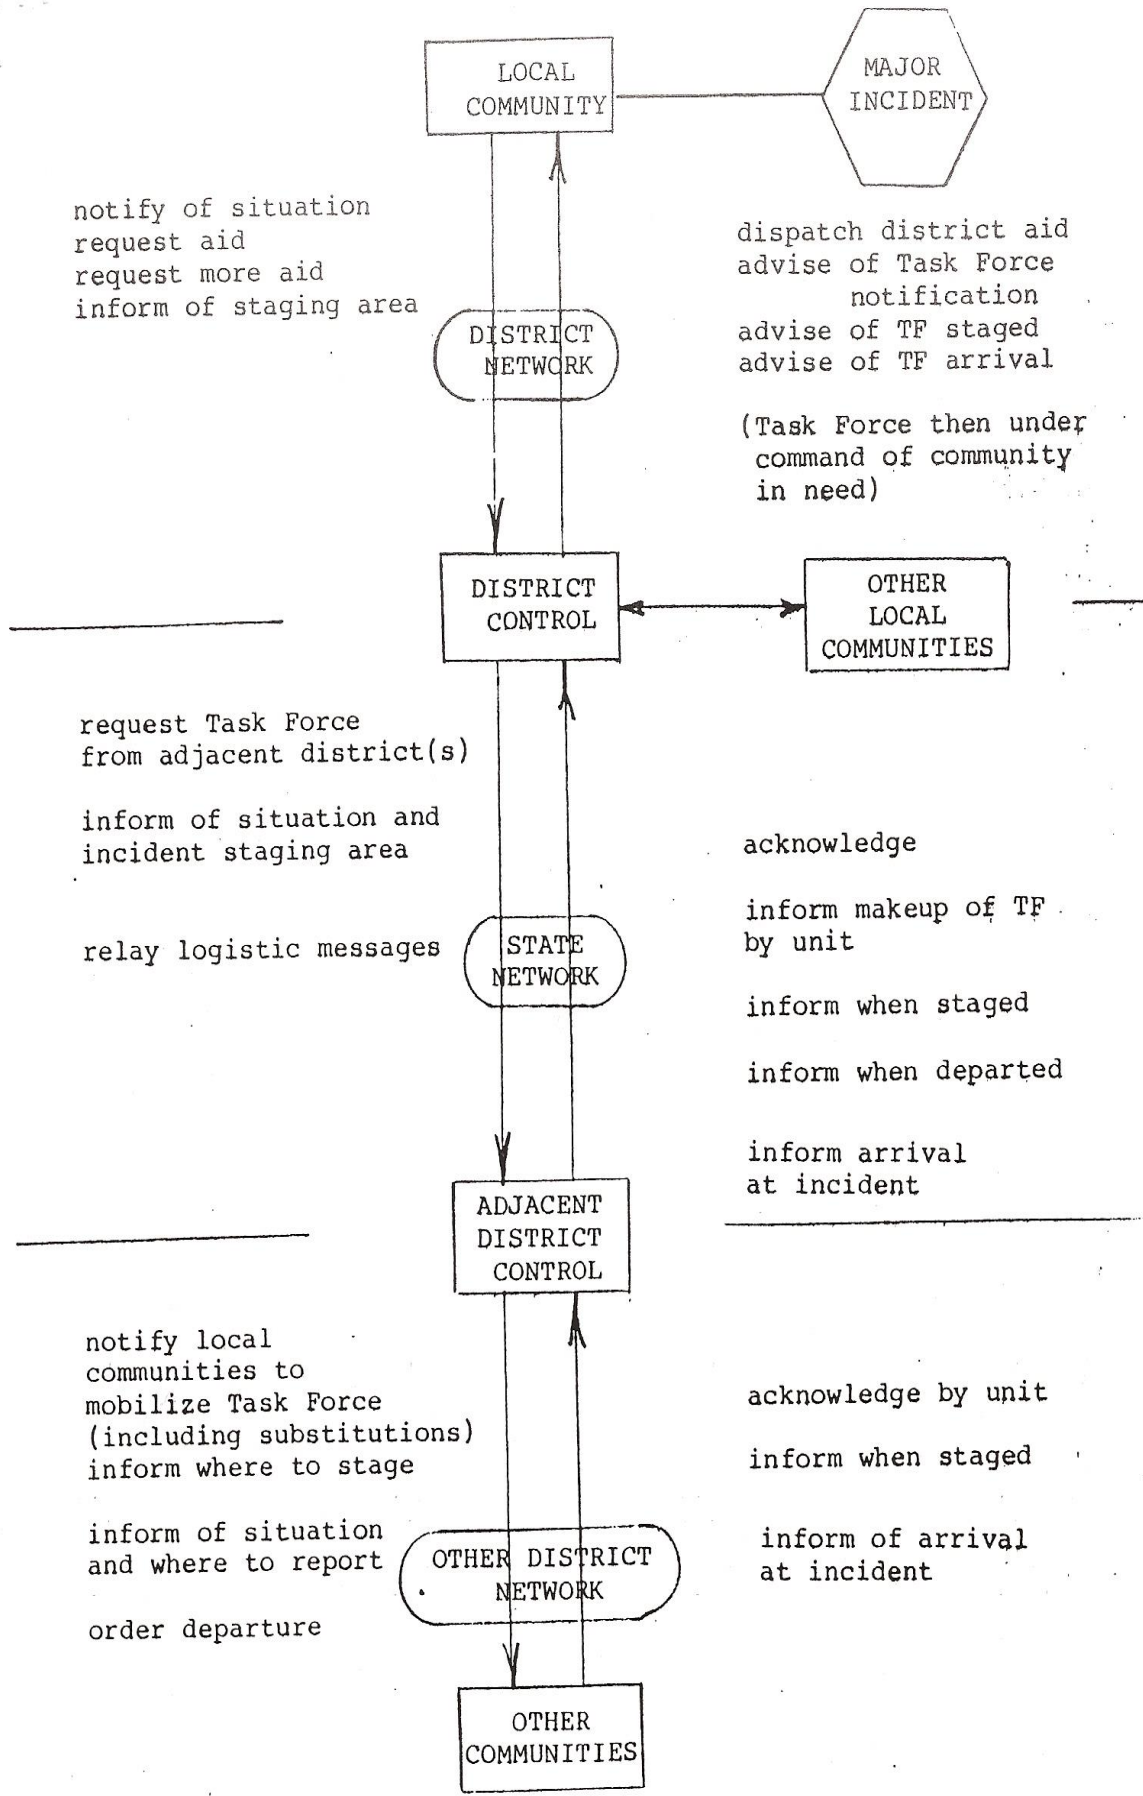 LOCAL
COMMUNITY
MAJOR
INCIDENT
notify of situation
request aid
request more aid
inform of staging area
dispatch district aid
advise of Task Force
notification
advise of TF staged
advise of TF arrival
(Task Force then under
command of community
in need)
DISTRICT
NETWORK
DISTRICT
CONTROL
OTHER
LOCAL
COMMUNITIES
request Task Force
from adjacent district(s)
inform of situation and
incident staging area
relay logistic messages
STATE
NETWORK
acknowledge
inform makeup of TF
by unit
inform when staged
inform when departed
inform arrival
at incident
ADJACENT
DISTRICT
CONTROL
notify local
communities to
mobilize Task Force
(including substitutions)
inform where to stage
inform of situation
and where to report
order departure
OTHER DISTRICT
NETWORK
acknowledge by unit
inform when staged
inform of arrival
at incident
OTHER
COMMUNITIES